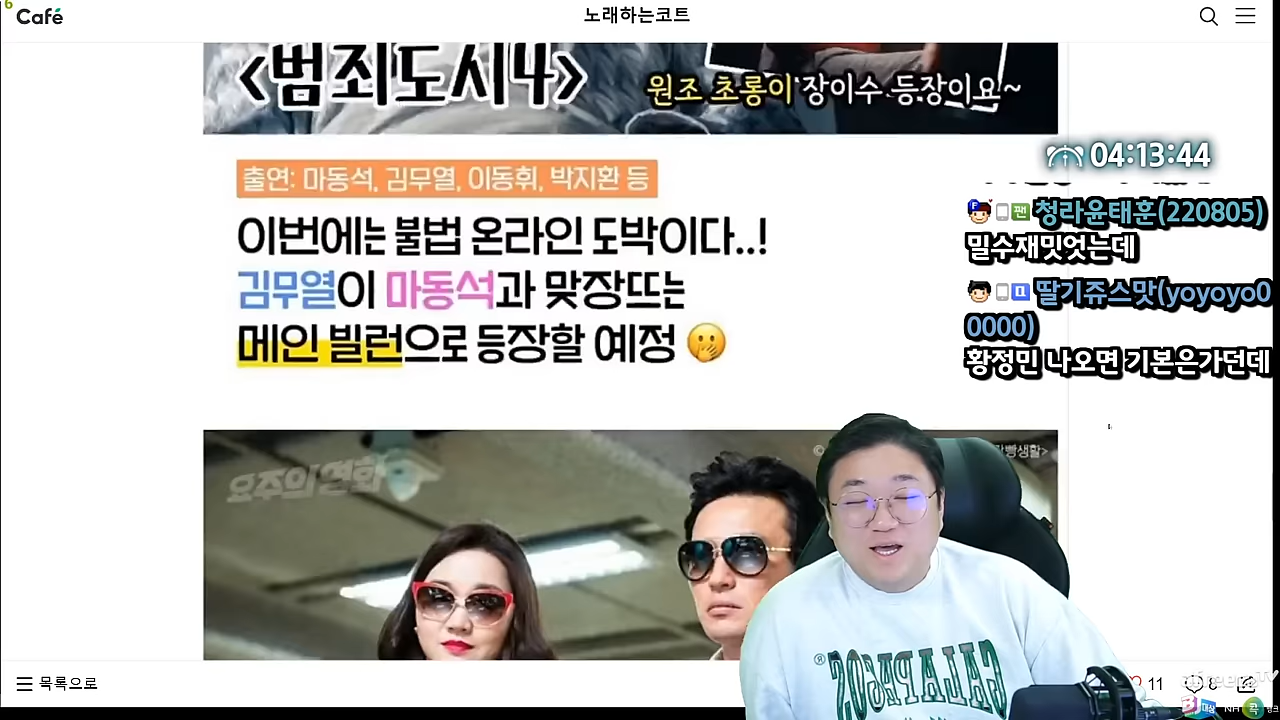 Café
노래하는코트
<범죄도시4>
원조 초롱이 장이수 등장이요~
출연: 마동석, 김무열, 이동휘, 박지환 등
이번에는 불법 온라인 도박이다..!
김무열이 마동석과 맞장뜨는
메인 빌런으로 등장할 예정
04:13:44
팬 청라윤태훈(220805)
밀수재밋었는데
딸기쥬스맛(yoyoyo0
0000)
황정민 나오면 기본은가던데
요주의영화
GALAPAGOS
®
목록으로
11
8